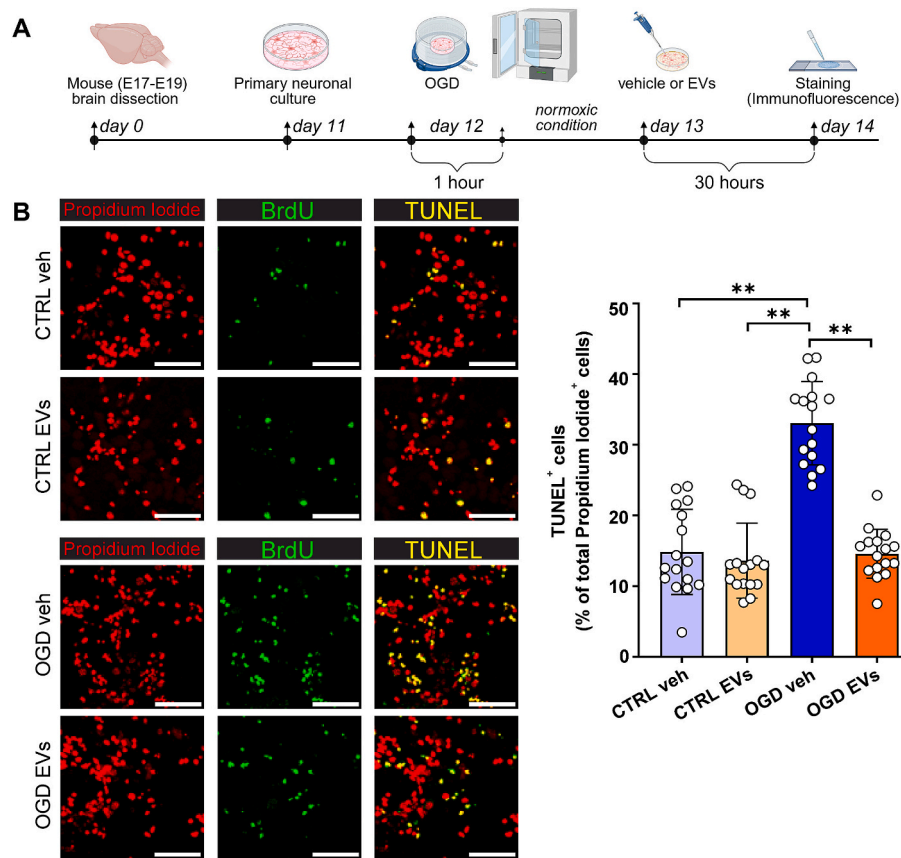 A
Mouse (E17-E19)
brain dissection
Primary neuronal
culture
OGD
vehicle or EVs
Staining
(Immunofluorescence)
day 0
day 11
day 12
normoxic
condition
day 13
day 14
1 hour
30 hours
B
Propidium Iodide
BrdU
TUNEL
CTRL veh
CTRL EVs
Propidium Iodide
BrdU
TUNEL
OGD veh
OGD EVs
TUNEL⁺ cells
(% of total Propidium Iodide⁺ cells)
50
40
30
20
10
0
**
**
**
CTRL veh
CTRL EVs
OGD veh
OGD EVs